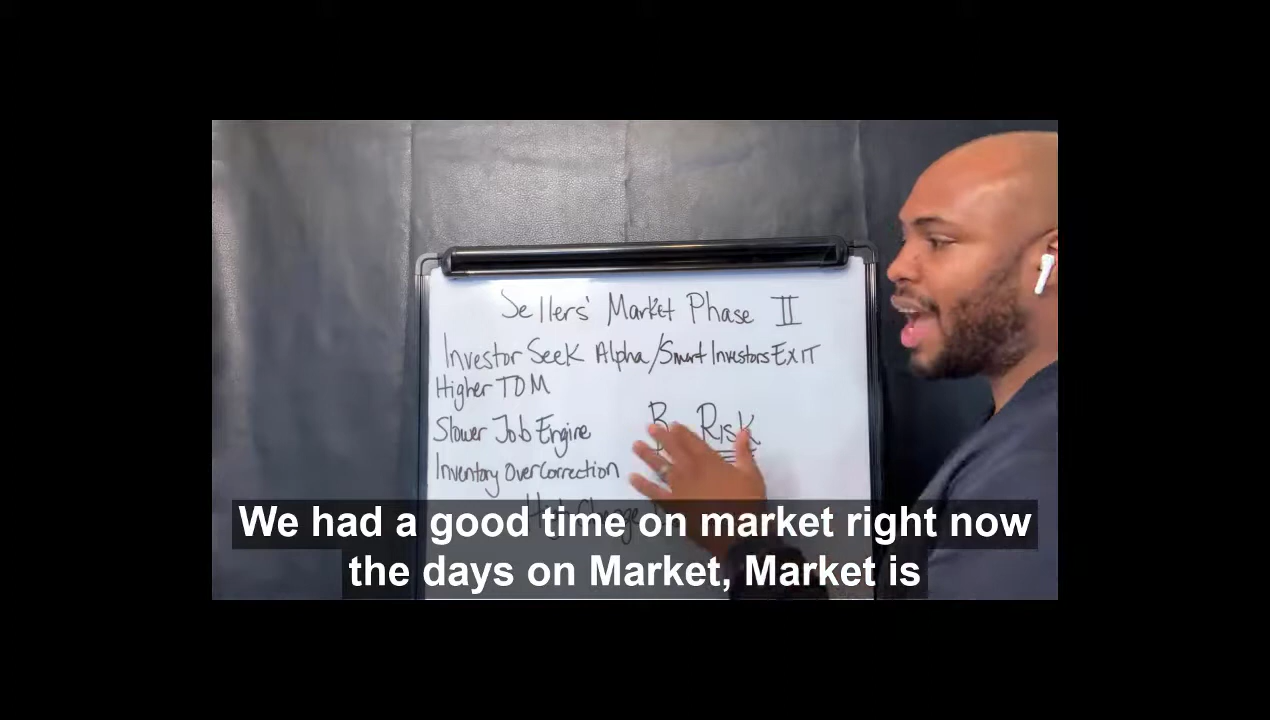 Sellers' Market Phase II
Investor Seek Alpha/Smart Investors EXIT
Higher TOM
Slower Job Engine
Risk
Inventory OverCorrection
We had a good time on market right now
the days on Market, Market is